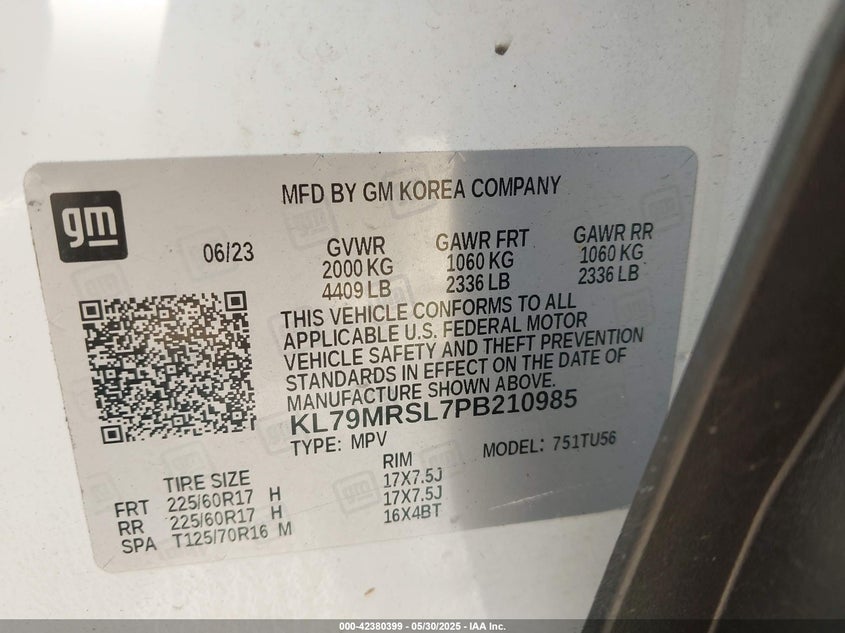 gm
MFD BY GM KOREA COMPANY
06/23
GVWR GAWR FRT GAWR RR
2000 KG 1060 KG 1060 KG
4409 LB 2336 LB 2336 LB
THIS VEHICLE CONFORMS TO ALL
APPLICABLE U.S. FEDERAL MOTOR
VEHICLE SAFETY AND THEFT PREVENTION
STANDARDS IN EFFECT ON THE DATE OF
MANUFACTURE SHOWN ABOVE.
KL79MRSL7PB210985
TYPE: MPV MODEL: 751TU56
TIRE SIZE RIM
FRT 225/60R17 H 17X7.5J
RR 225/60R17 H 17X7.5J
SPA T125/70R16 M 16X4BT
000-42380399 - 05/30/2025 - IAA Inc.